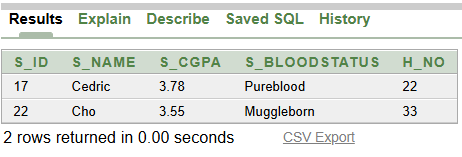 Results Explain Describe Saved SQL History
S_ID S_NAME S_CGPA S_BLOODSTATUS H_NO
17 Cedric 3.78 Pureblood 22
22 Cho 3.55 Muggleborn 33
2 rows returned in 0.00 seconds CSV Export